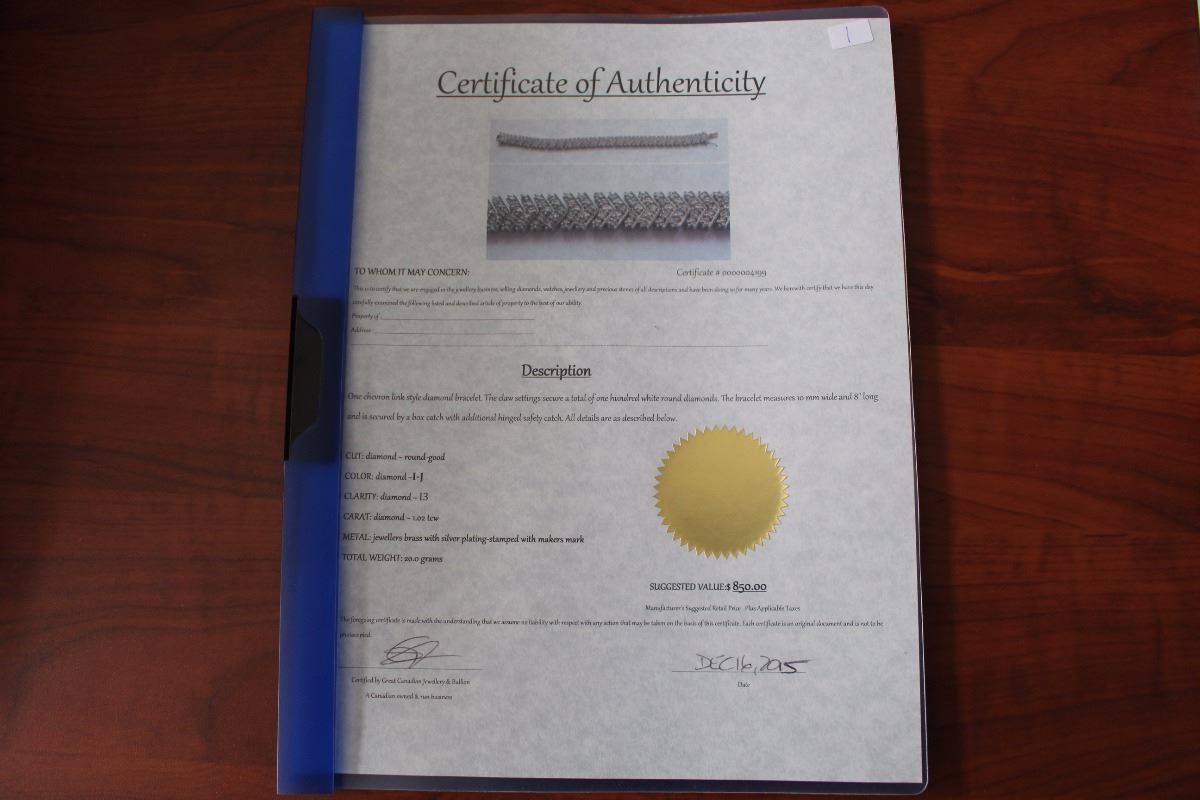 1
Certificate of Authenticity
TO WHOM IT MAY CONCERN:
Certificate # 0000004199
This is to certify that we are engaged in the jewellery business, selling diamonds, watches, jewellery and precious stones of all descriptions and have been doing so for many years. We herewith certify that we have this day
carefully examined the following listed and described article of property to the best of our ability.
Property of
Address
Description
One chevron link style diamond bracelet. The claw settings secure a total of one hundred white round diamonds. The bracelet measures 10 mm wide and 8" long
and is secured by a box catch with additional hinged safety catch. All details are as described below.
CUT: diamond – round-good
COLOR: diamond –I-J
CLARITY: diamond – I3
CARAT: diamond – 1.02 tcw
METAL: jewellers brass with silver plating-stamped with makers mark
TOTAL WEIGHT: 20.0 grams
SUGGESTED VALUE:$ 850.00
Manufacturer's Suggested Retail Price Plus Applicable Taxes
The foregoing certificate is made with the understanding that we assume no liability with respect with any action that may be taken on the basis of this certificate. Each certificate is an original document and is not to be
photocopied.
DEC 16, 2015
Certified by Great Canadian Jewellery & Bullion
Date
A Canadian owned & run business